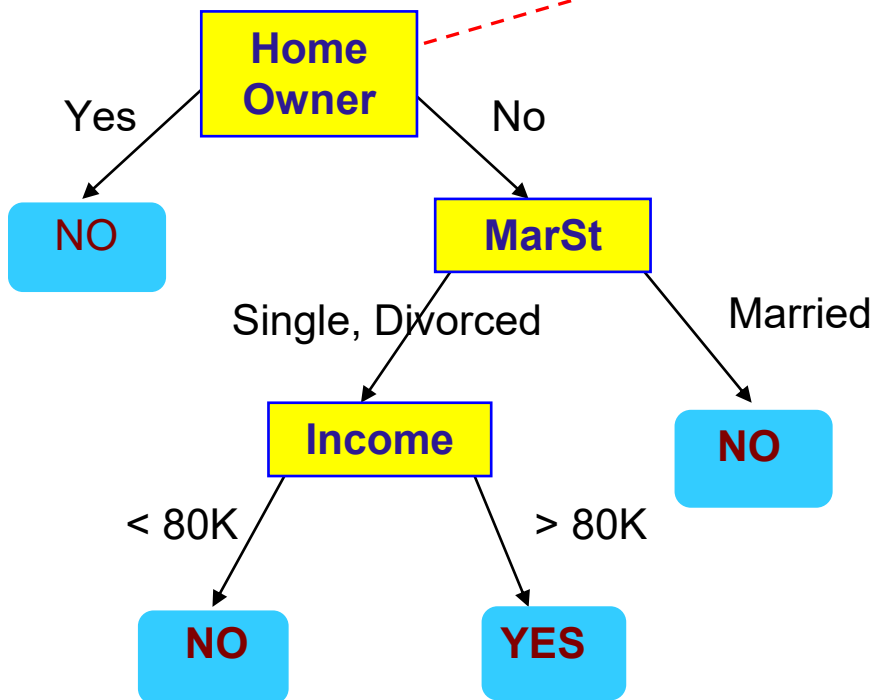 Home
Owner
Yes
No
NO
MarSt
Single, Divorced
Married
Income
NO
< 80K
> 80K
NO
YES